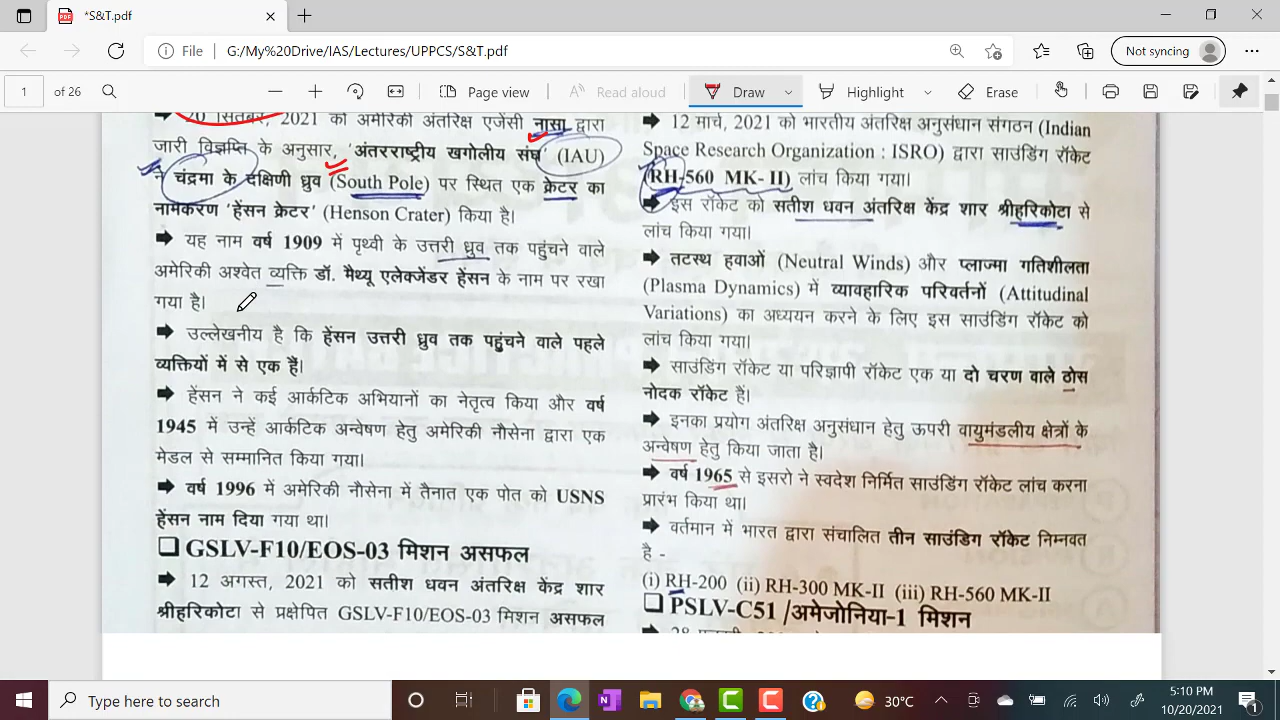 *S&T.pdf
File
G:/My%20Drive/IAS/Lectures/UPPCS/S&T.pdf
Not syncing
1 of 26
Page view
Read aloud
Draw
Highlight
Erase
20 सितंबर, 2021 को अमेरिकी अंतरिक्ष एजेंसी नासा द्वारा
जारी विज्ञप्ति के अनुसार, 'अंतरराष्ट्रीय खगोलीय संघ' (IAU)
ने चंद्रमा के दक्षिणी ध्रुव (South Pole) पर स्थित एक क्रेटर का
नामकरण 'हेंसन क्रेटर' (Henson Crater) किया है।
➡ यह नाम वर्ष 1909 में पृथ्वी के उत्तरी ध्रुव तक पहुंचने वाले
अमेरिकी अश्वेत व्यक्ति डॉ. मैथ्यू एलेक्जेंडर हेंसन के नाम पर रखा
गया है।
➡ उल्लेखनीय है कि हेंसन उत्तरी ध्रुव तक पहुंचने वाले पहले
व्यक्तियों में से एक हैं।
➡ हेंसन ने कई आर्कटिक अभियानों का नेतृत्व किया और वर्ष
1945 में उन्हें आर्कटिक अन्वेषण हेतु अमेरिकी नौसेना द्वारा एक
मेडल से सम्मानित किया गया।
➡ वर्ष 1996 में अमेरिकी नौसेना में तैनात एक पोत को USNS
हेंसन नाम दिया गया था।
❑ GSLV-F10/EOS-03 मिशन असफल
➡ 12 अगस्त, 2021 को सतीश धवन अंतरिक्ष केंद्र शार
श्रीहरिकोटा से प्रक्षेपित GSLV-F10/EOS-03 मिशन असफल
➡ 12 मार्च, 2021 को भारतीय अंतरिक्ष अनुसंधान संगठन (Indian
Space Research Organization : ISRO) द्वारा साउंडिंग रॉकेट
(RH-560 MK- II) लांच किया गया।
➡ इस रॉकेट को सतीश धवन अंतरिक्ष केंद्र शार श्रीहरिकोटा से
लांच किया गया।
➡ तटस्थ हवाओं (Neutral Winds) और प्लाज्मा गतिशीलता
(Plasma Dynamics) में व्यावहारिक परिवर्तनों (Attitudinal
Variations) का अध्ययन करने के लिए इस साउंडिंग रॉकेट को
लांच किया गया।
➡ साउंडिंग रॉकेट या परिज्ञापी रॉकेट एक या दो चरण वाले ठोस
नोदक रॉकेट हैं।
➡ इनका प्रयोग अंतरिक्ष अनुसंधान हेतु ऊपरी वायुमंडलीय क्षेत्रों के
अन्वेषण हेतु किया जाता है।
➡ वर्ष 1965 से इसरो ने स्वदेश निर्मित साउंडिंग रॉकेट लांच करना
प्रारंभ किया था।
➡ वर्तमान में भारत द्वारा संचालित तीन साउंडिंग रॉकेट निम्नवत
है -
(i) RH-200 (ii) RH-300 MK-II (iii) RH-560 MK-II
❑ PSLV-C51 /अमेजोनिया-1 मिशन
Type here to search
30°C
5:10 PM
10/20/2021